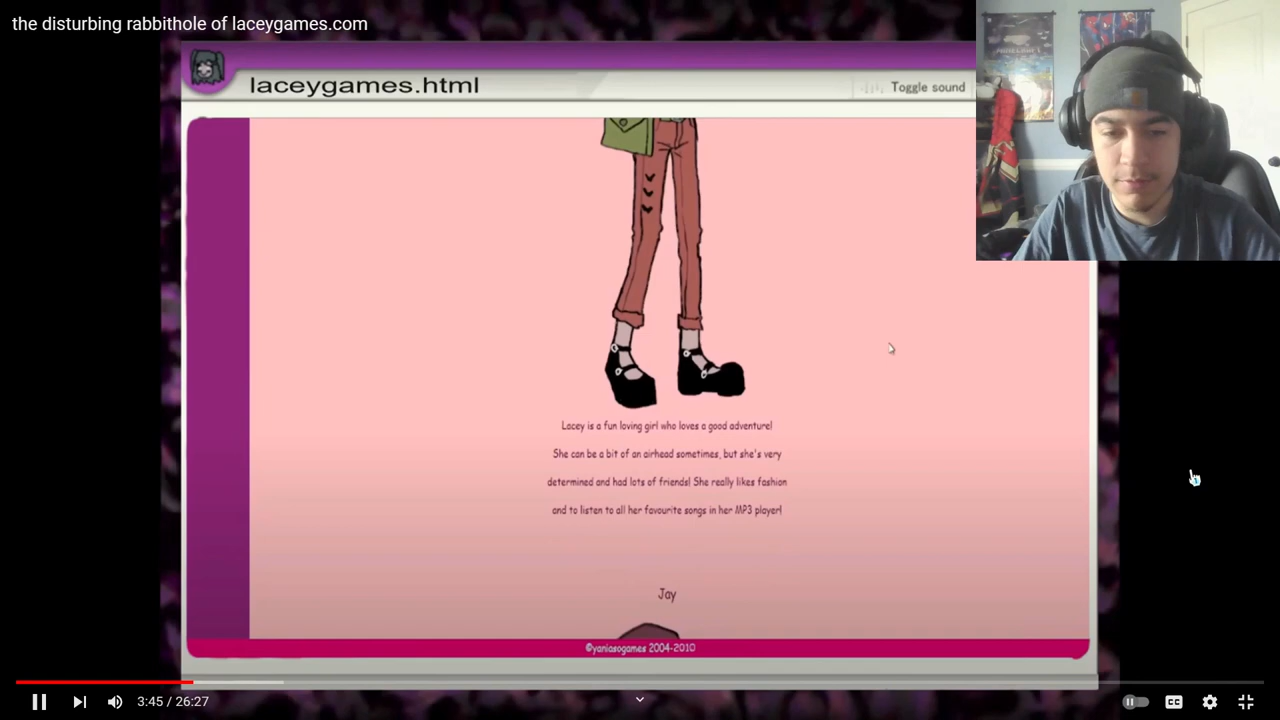 the disturbing rabbithole of laceygames.com
laceygames.html
Toggle sound
Lacey is a fun loving girl who loves a good adventure!
She can be a bit of an airhead sometimes, but she's very
determined and had lots of friends! She really likes fashion
and to listen to all her favourite songs in her MP3 player!
Jay
©yaniasogames 2004-2010
3:45 / 26:27
CC